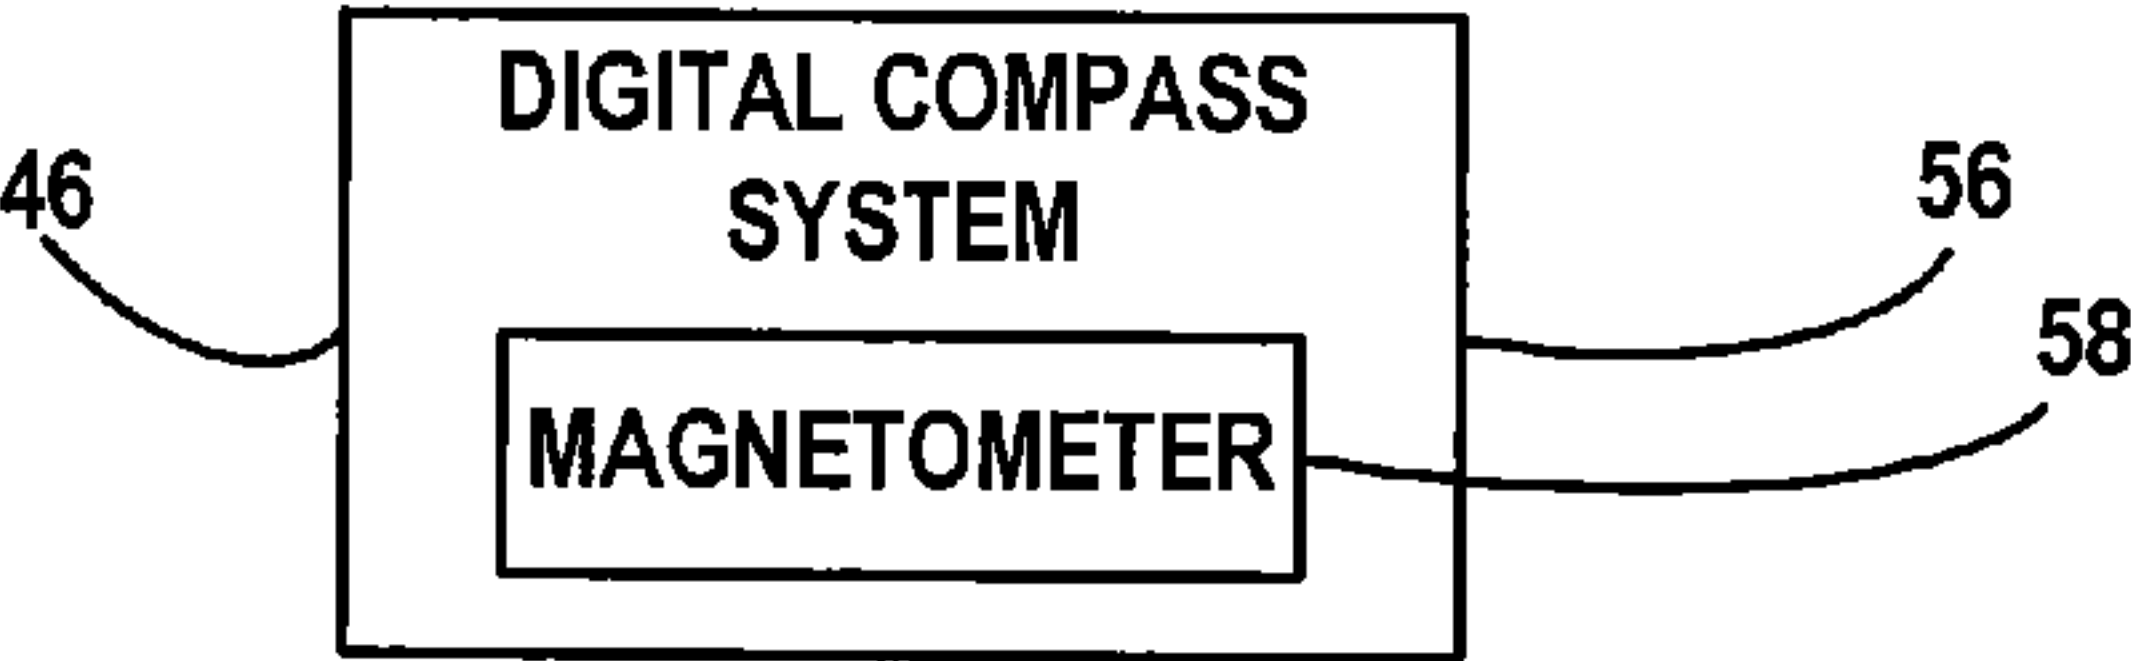 DIGITAL COMPASS
SYSTEM
46
56
58
MAGNETOMETER